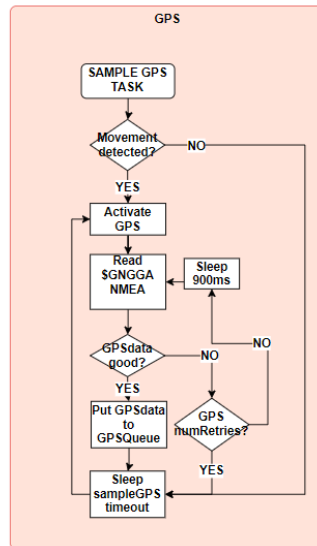 GPS
SAMPLE GPS
TASK
Movement
detected?
NO
YES
Activate
GPS
Read
$GNGGA
NMEA
Sleep
900ms
GPSdata
good?
NO
NO
YES
Put GPSdata
to
GPSQueue
GPS
numRetries?
YES
Sleep
sampleGPS
timeout